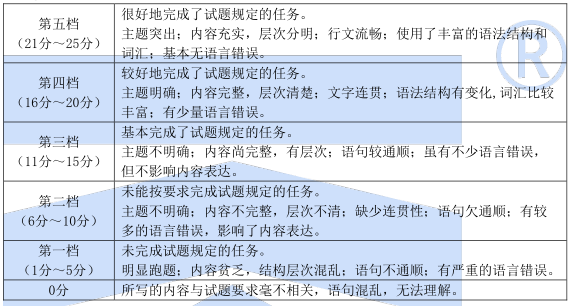 第五档
（21分～25分）
很好地完成了试题规定的任务。
主题突出；内容充实，层次分明；行文流畅；使用了丰富的语法结构和
词汇；基本无语言错误。
第四档
（16分～20分）
较好地完成了试题规定的任务。
主题明确；内容完整，层次清楚；文字连贯；语法结构有变化,词汇比较
丰富；有少量语言错误。
第三档
（11分～15分）
基本完成了试题规定的任务。
主题不明确；内容尚完整，有层次；语句较通顺；虽有不少语言错误，
但不影响内容表达。
第二档
（6分～10分）
未能按要求完成试题规定的任务。
主题不明确；内容不完整，层次不清；缺少连贯性；语句欠通顺；有较
多的语言错误，影响了内容表达。
第一档
（1分～5分）
未完成试题规定的任务。
明显跑题；内容贫乏，结构层次混乱；语句不通顺；有严重的语言错误。
0分
所写的内容与试题要求毫不相关，语句混乱，无法理解。
®